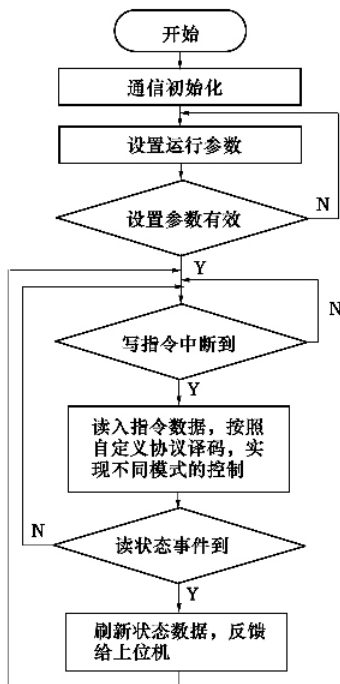 开始
通信初始化
设置运行参数
N
设置参数有效
Y
N
写指令中断到
Y
读入指令数据，按照
自定义协议译码，实
现不同模式的控制
N
读状态事件到
Y
刷新状态数据，反馈
给上位机